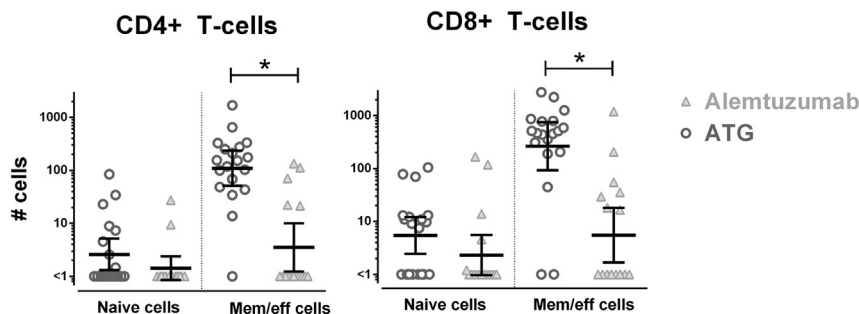 CD4+ T-cells
CD8+ T-cells
*
*
# cells
1000
100
10
<1
1000
100
10
<1
Alemtuzumab
ATG
Naive cells
Mem/eff cells
Naive cells
Mem/eff cells